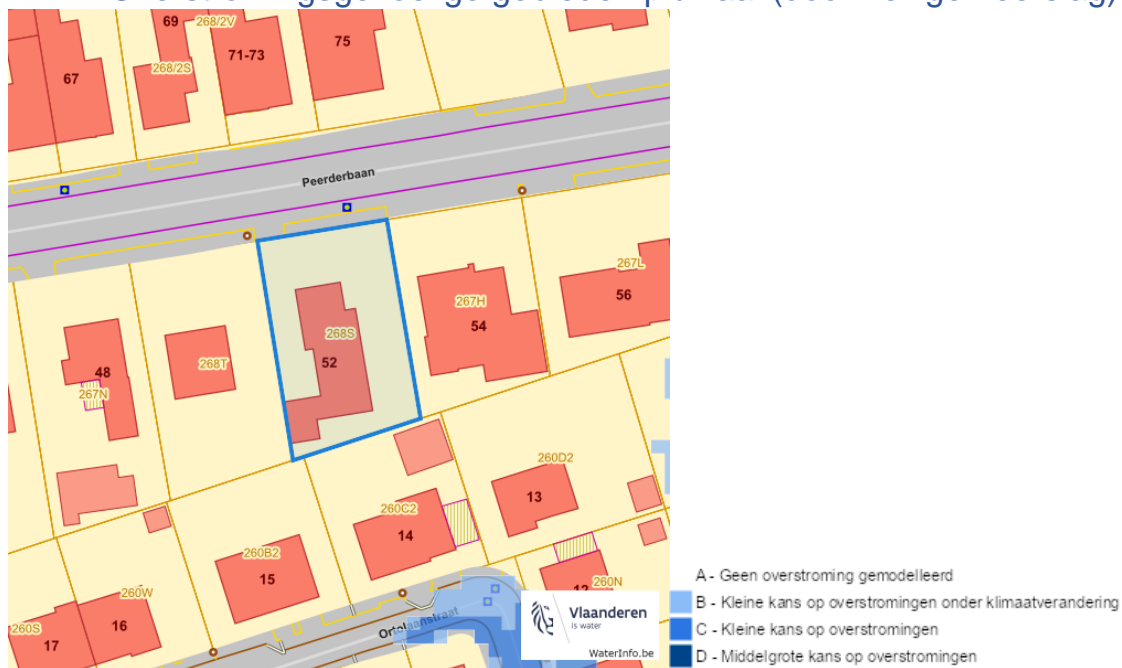 69
268/2V
71-73
75
268/2S
67
Peerderbaan
267L
56
267H
54
268S
52
268T
48
267N
260D2
13
260C2
14
260B2
15
260N
260W
16
260S
17
Ortolaanstraat
Vlaanderen
is water
WaterInfo.be
A - Geen overstroming gemodelleerd
B - Kleine kans op overstromingen onder klimaatverandering
C - Kleine kans op overstromingen
D - Middelgrote kans op overstromingen